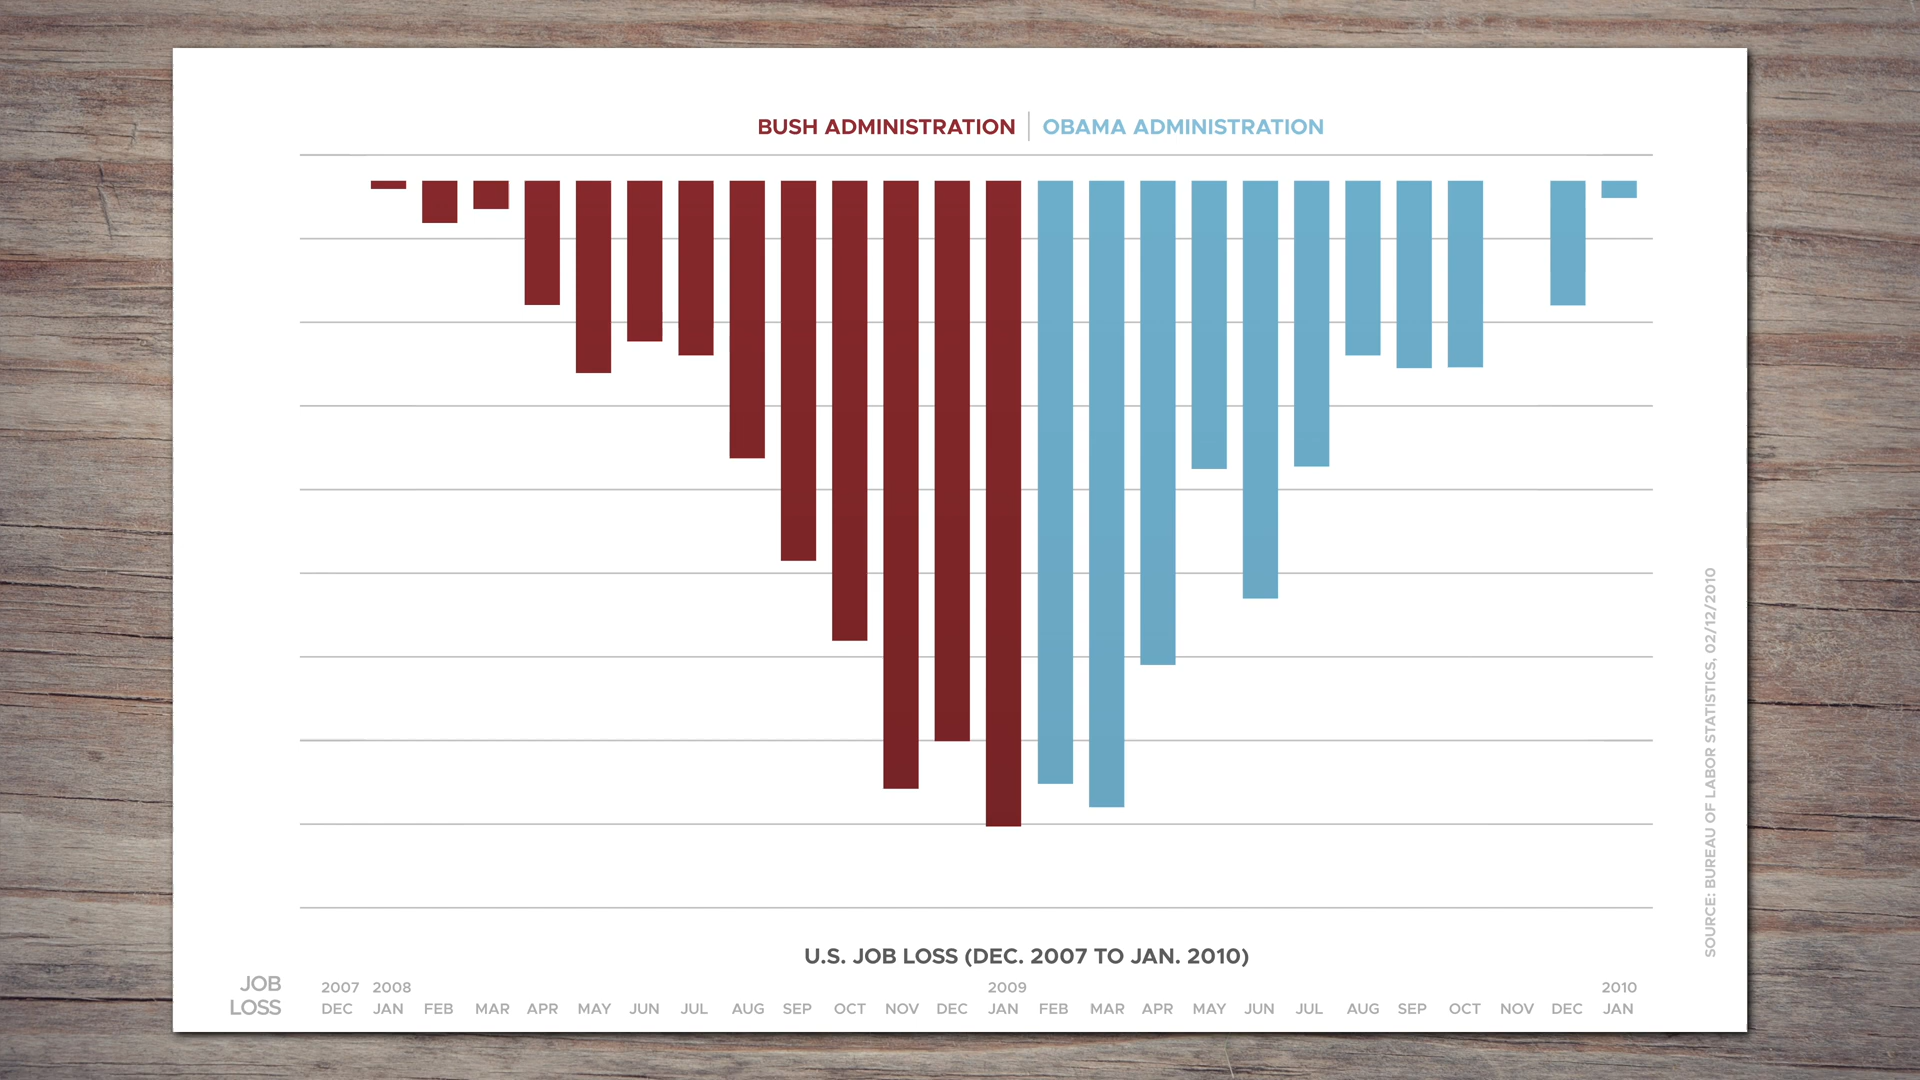 BUSH ADMINISTRATION | OBAMA ADMINISTRATION
SOURCE: BUREAU OF LABOR STATISTICS, 02/12/2010
U.S. JOB LOSS (DEC. 2007 TO JAN. 2010)
JOB LOSS
2007 2008 2009 2010
DEC JAN FEB MAR APR MAY JUN JUL AUG SEP OCT NOV DEC JAN FEB MAR APR MAY JUN JUL AUG SEP OCT NOV DEC JAN